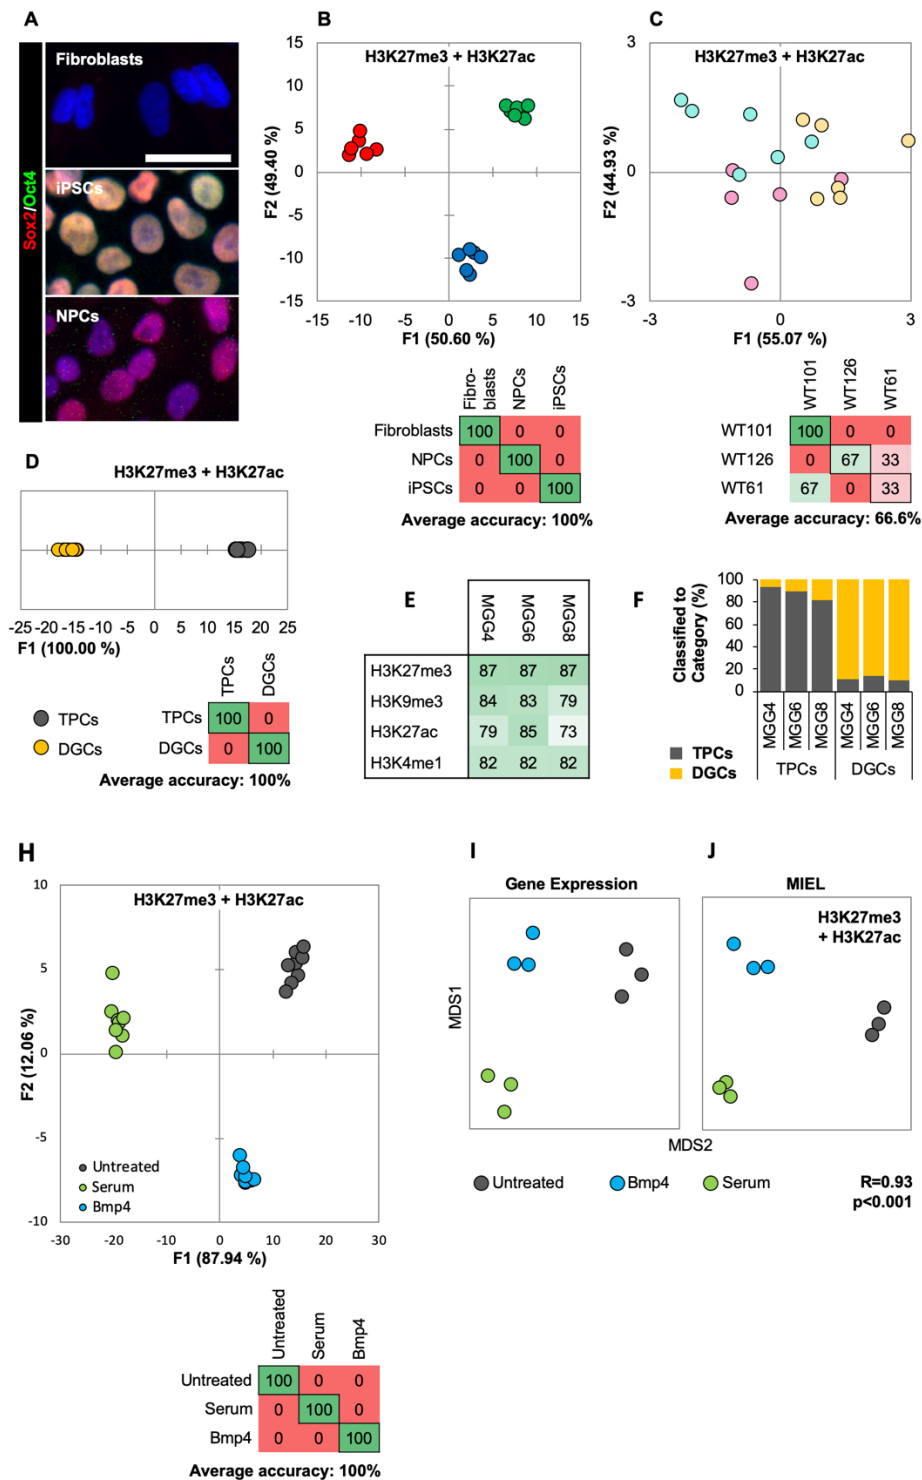 A
Fibroblasts
iPSCs
NPCs
Sox2/Oct4
B
H3K27me3 + H3K27ac
F2 (49.40 %)
15
10
5
0
-5
-10
-15
-15 -10 -5 0 5 10 15
F1 (50.60 %)
Fibro-
blasts
NPCs
iPSCs
Fibroblasts 100 0 0
NPCs 0 100 0
iPSCs 0 0 100
Average accuracy: 100%
C
H3K27me3 + H3K27ac
F2 (44.93 %)
3
0
-3
-3 0 3
F1 (55.07 %)
WT101
WT126
WT61
WT101 100 0 0
WT126 0 67 33
WT61 67 0 33
Average accuracy: 66.6%
D
H3K27me3 + H3K27ac
-25 -20 -15 -10 -5 0 5 10 15 20 25
F1 (100.00 %)
TPCs
DGCs
TPCs
DGCs
TPCs 100 0
DGCs 0 100
Average accuracy: 100%
E
MGG4
MGG6
MGG8
H3K27me3 87 87 87
H3K9me3 84 83 79
H3K27ac 79 85 73
H3K4me1 82 82 82
F
Classified to
Category (%)
100
80
60
40
20
0
MGG4
MGG6
MGG8
MGG4
MGG6
MGG8
TPCs DGCs
TPCs
DGCs
H
H3K27me3 + H3K27ac
F2 (12.06 %)
10
5
0
-5
-10
Untreated
Serum
Bmp4
-30 -20 -10 0 10 20 30
F1 (87.94 %)
Untreated
Serum
Bmp4
Untreated 100 0 0
Serum 0 100 0
Bmp4 0 0 100
Average accuracy: 100%
I
Gene Expression
MDS1
J
MIEL
H3K27me3
+ H3K27ac
MDS2
Untreated Bmp4 Serum
R=0.93
p<0.001